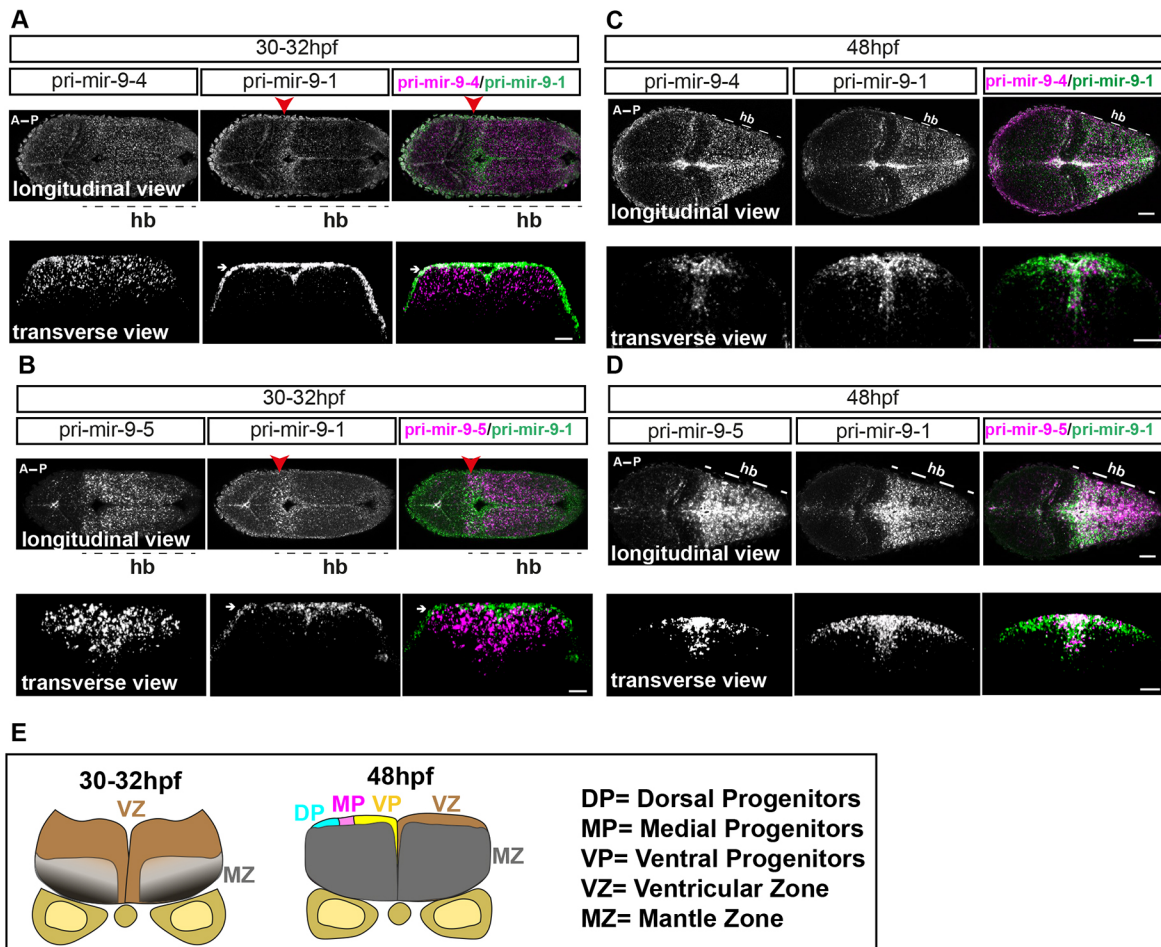 A
30-32hpf
pri-mir-9-4
pri-mir-9-1
pri-mir-9-4/pri-mir-9-1
A–P
longitudinal view
hb
hb
hb
transverse view
B
30-32hpf
pri-mir-9-5
pri-mir-9-1
pri-mir-9-5/pri-mir-9-1
A–P
longitudinal view
hb
hb
hb
transverse view
C
48hpf
pri-mir-9-4
pri-mir-9-1
pri-mir-9-4/pri-mir-9-1
A–P
hb
hb
hb
longitudinal view
transverse view
D
48hpf
pri-mir-9-5
pri-mir-9-1
pri-mir-9-5/pri-mir-9-1
A–P
hb
hb
hb
longitudinal view
transverse view
E
30-32hpf
VZ
MZ
48hpf
DP
MP
VP
VZ
MZ
DP= Dorsal Progenitors
MP= Medial Progenitors
VP= Ventral Progenitors
VZ= Ventricular Zone
MZ= Mantle Zone